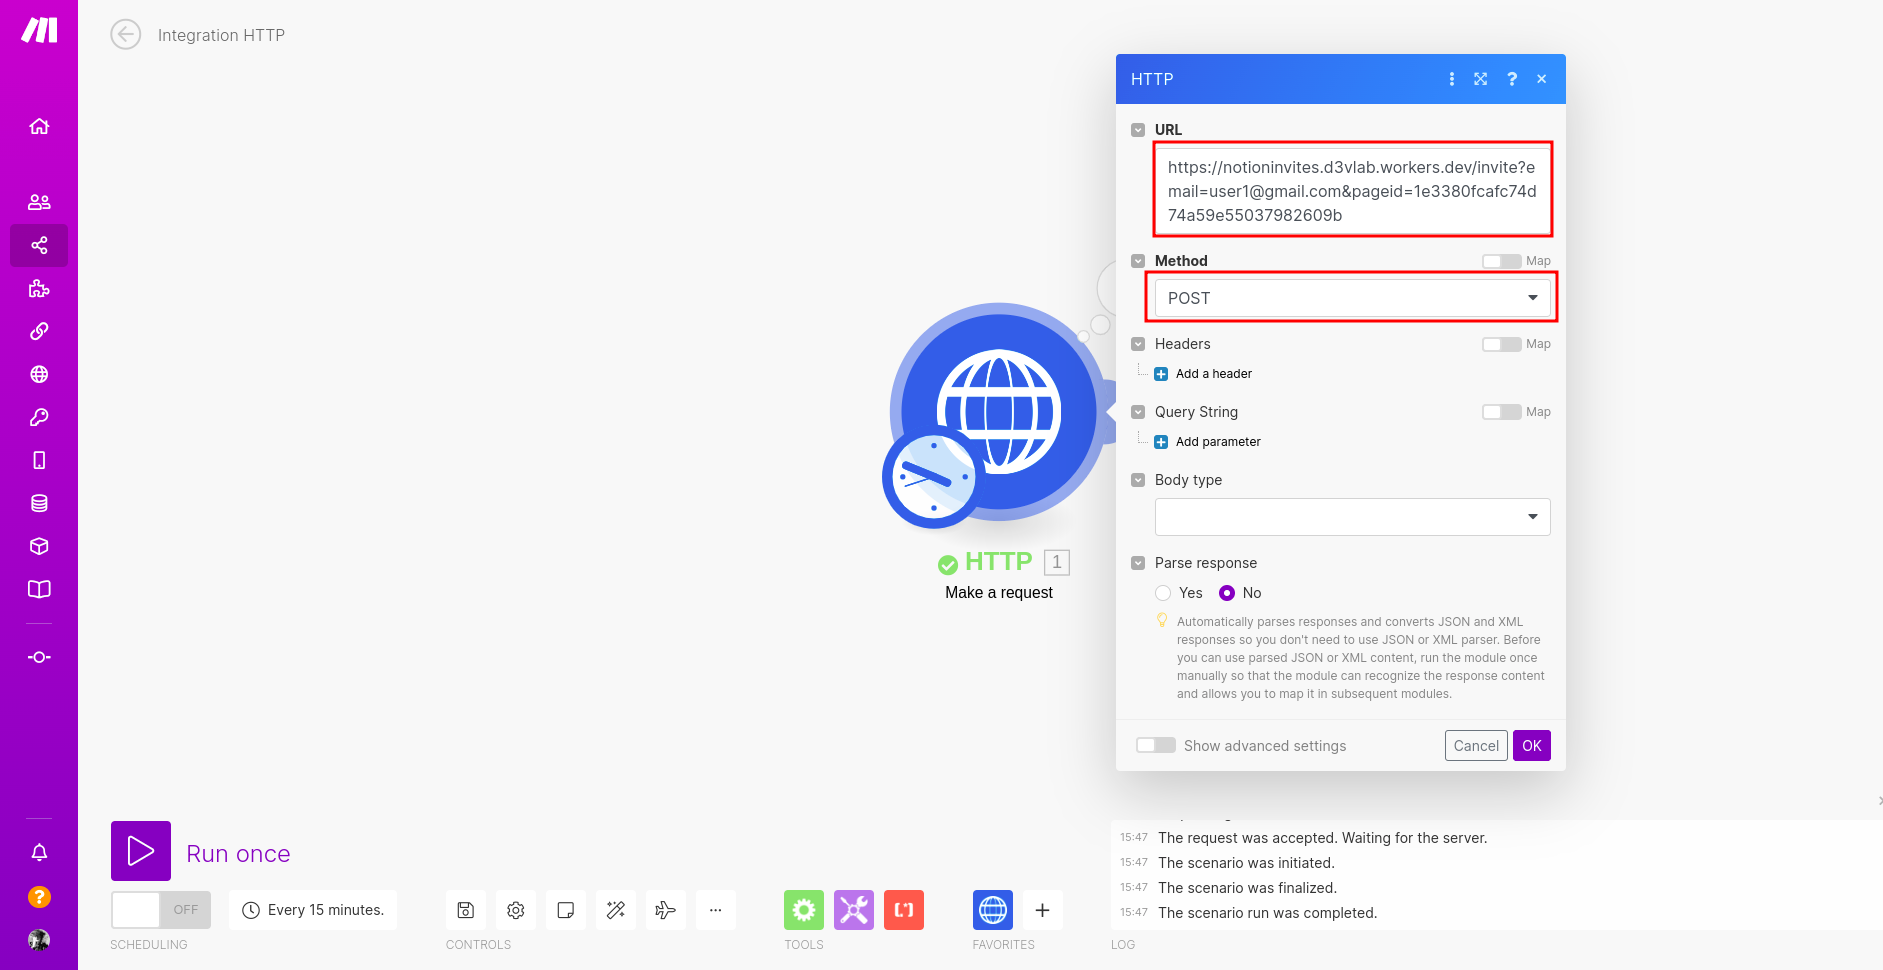 Integration HTTP
HTTP
?
URL
https://notioninvites.d3vlab.workers.dev/invite?e
mail=user1@gmail.com&pageid=1e3380fcafc74d
74a59e55037982609b
Method
Map
POST
Headers
Map
Add a header
Query String
Map
Add parameter
Body type
Parse response
Yes
No
Automatically parses responses and converts JSON and XML
responses so you don't need to use JSON or XML parser. Before
you can use parsed JSON or XML content, run the module once
manually so that the module can recognize the response content
and allows you to map it in subsequent modules.
Show advanced settings
Cancel
OK
HTTP 1
Make a request
Run once
OFF
Every 15 minutes.
SCHEDULING
CONTROLS
TOOLS
FAVORITES
15:47 The request was accepted. Waiting for the server.
15:47 The scenario was initiated.
15:47 The scenario was finalized.
15:47 The scenario run was completed.
LOG
?